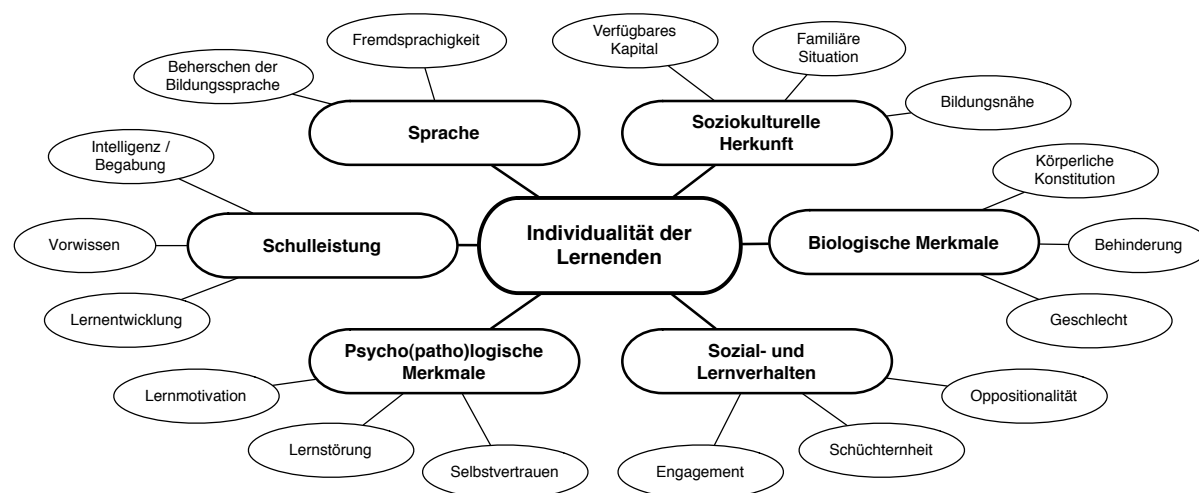 Fremdsprachigkeit
Beherschen der
Bildungssprache
Sprache
Verfügbares
Kapital
Familiäre
Situation
Bildungsnähe
Soziokulturelle
Herkunft
Intelligenz /
Begabung
Vorwissen
Lernentwicklung
Schulleistung
Individualität der
Lernenden
Biologische Merkmale
Körperliche
Konstitution
Behinderung
Geschlecht
Psycho(patho)logische
Merkmale
Lernmotivation
Lernstörung
Selbstvertrauen
Sozial- und
Lernverhalten
Oppositionalität
Schüchternheit
Engagement